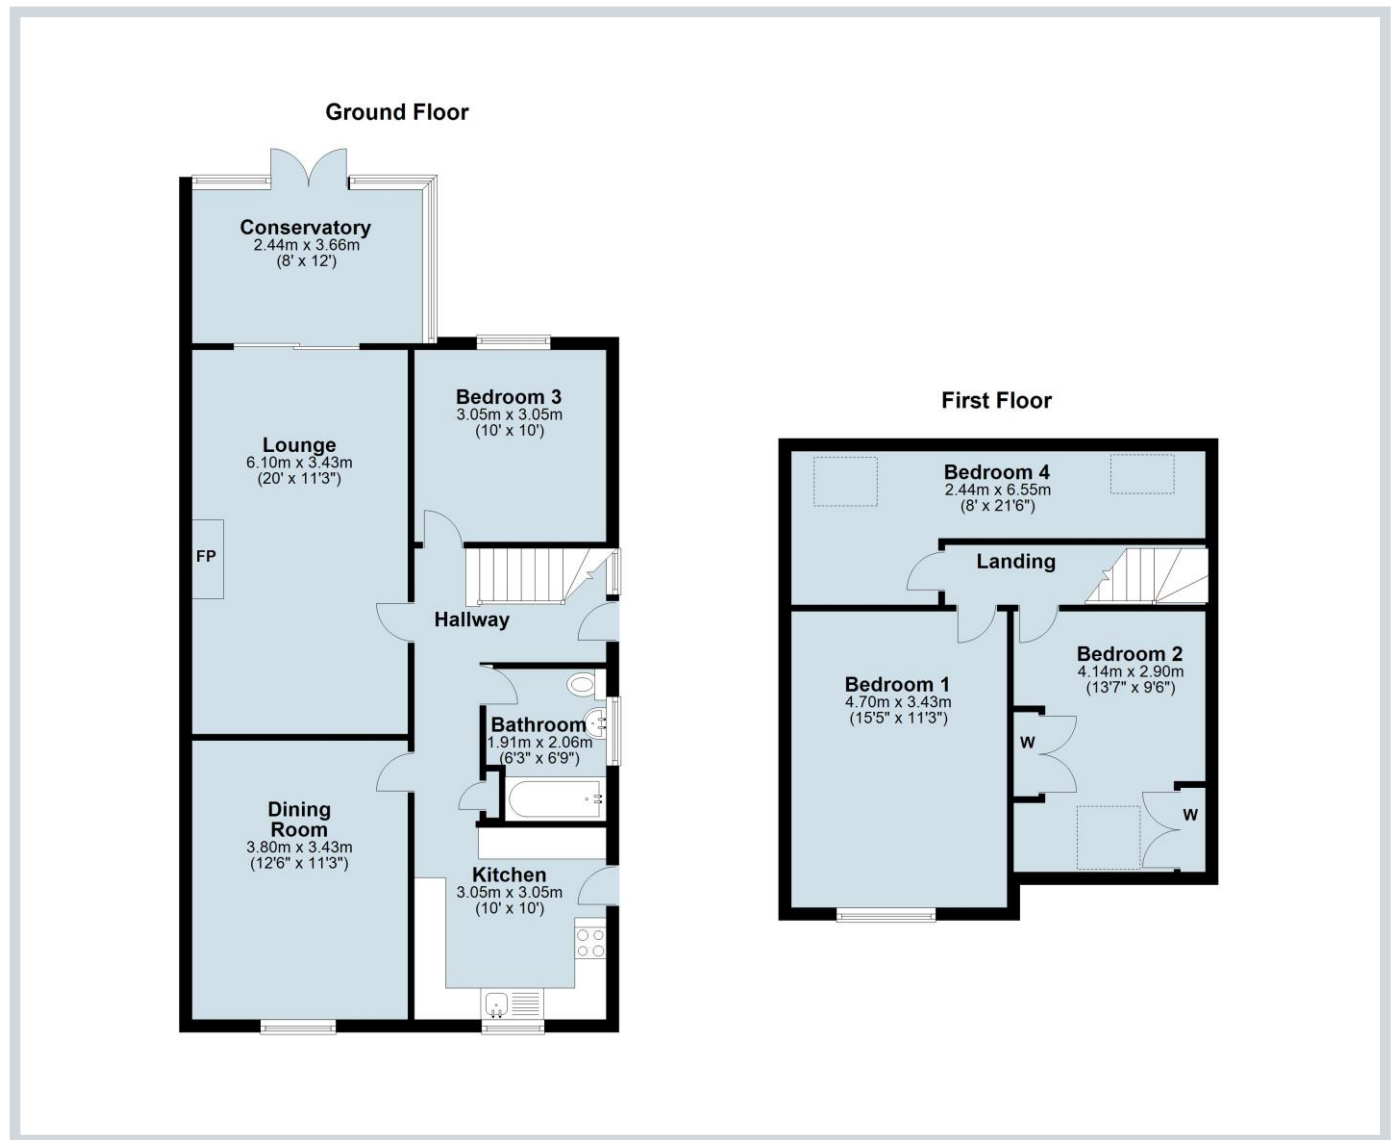 Ground Floor
Conservatory
2.44m x 3.66m
(8' x 12')
Bedroom 3
3.05m x 3.05m
(10' x 10')
Lounge
6.10m x 3.43m
(20' x 11'3")
FP
Hallway
Bathroom
1.91m x 2.06m
(6'3" x 6'9")
Dining
Room
3.80m x 3.43m
(12'6" x 11'3")
Kitchen
3.05m x 3.05m
(10' x 10')
First Floor
Bedroom 4
2.44m x 6.55m
(8' x 21'6")
Landing
Bedroom 1
4.70m x 3.43m
(15'5" x 11'3")
Bedroom 2
4.14m x 2.90m
(13'7" x 9'6")
W
W